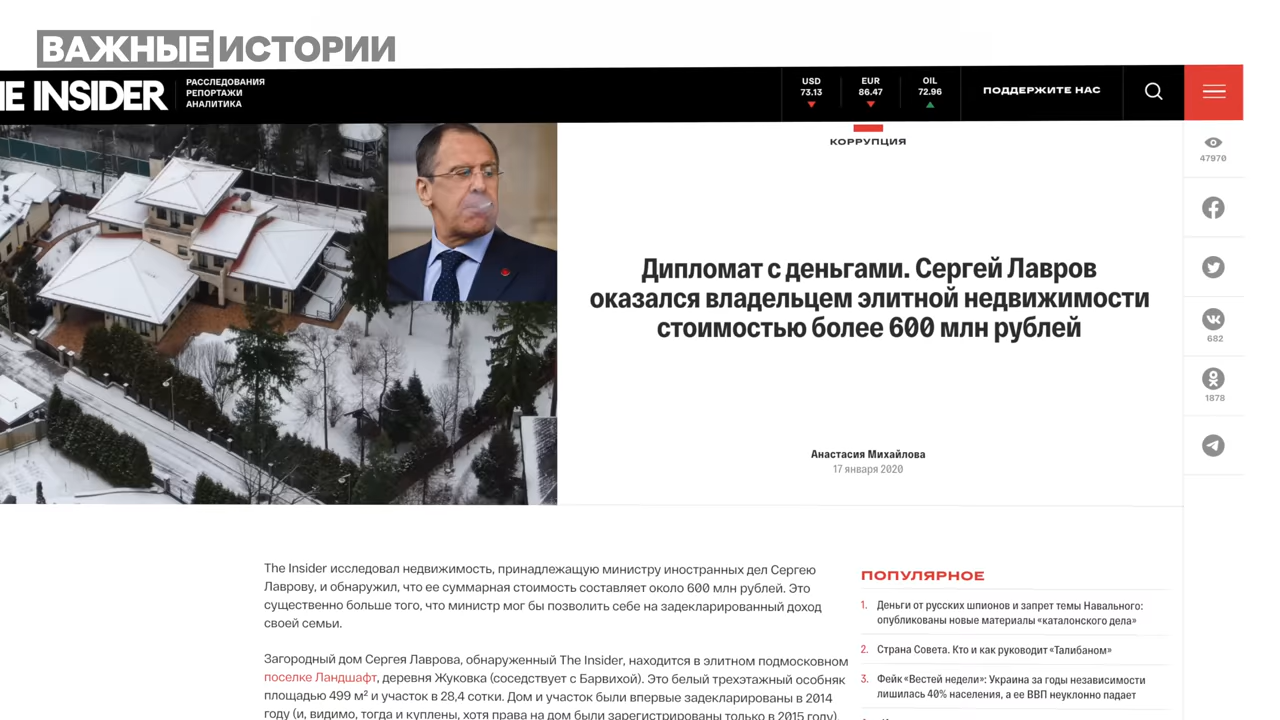 ВАЖНЫЕ ИСТОРИИ
HE INSIDER
РАССЛЕДОВАНИЯ
РЕПОРТАЖИ
АНАЛИТИКА
USD
73.13
EUR
86.47
OIL
72.96
ПОДДЕРЖИТЕ НАС
47970
682
1878
КОРРУПЦИЯ
Дипломат с деньгами. Сергей Лавров
оказался владельцем элитной недвижимости
стоимостью более 600 млн рублей
Анастасия Михайлова
17 января 2020
The Insider исследовал недвижимость, принадлежащую министру иностранных дел Сергею
Лаврову, и обнаружил, что ее суммарная стоимость составляет около 600 млн рублей. Это
существенно больше того, что министр мог бы позволить себе на задекларированный доход
своей семьи.
Загородный дом Сергея Лаврова, обнаруженный The Insider, находится в элитном подмосковном
поселке Ландшафт, деревня Жуковка (соседствует с Барвихой). Это белый трехэтажный особняк
площадью 499 м² и участок в 28,4 сотки. Дом и участок были впервые задекларированы в 2014
году (и, видимо, тогда и куплены, хотя права на дом были зарегистрированы только в 2015 году).
ПОПУЛЯРНОЕ
1. Деньги от русских шпионов и запрет темы Навального:
опубликованы новые материалы «каталонского дела»
2. Страна Совета. Кто и как руководит «Талибаном»
3. Фейк «Вестей недели»: Украина за годы независимости
лишилась 40% населения, а ее ВВП неуклонно падает